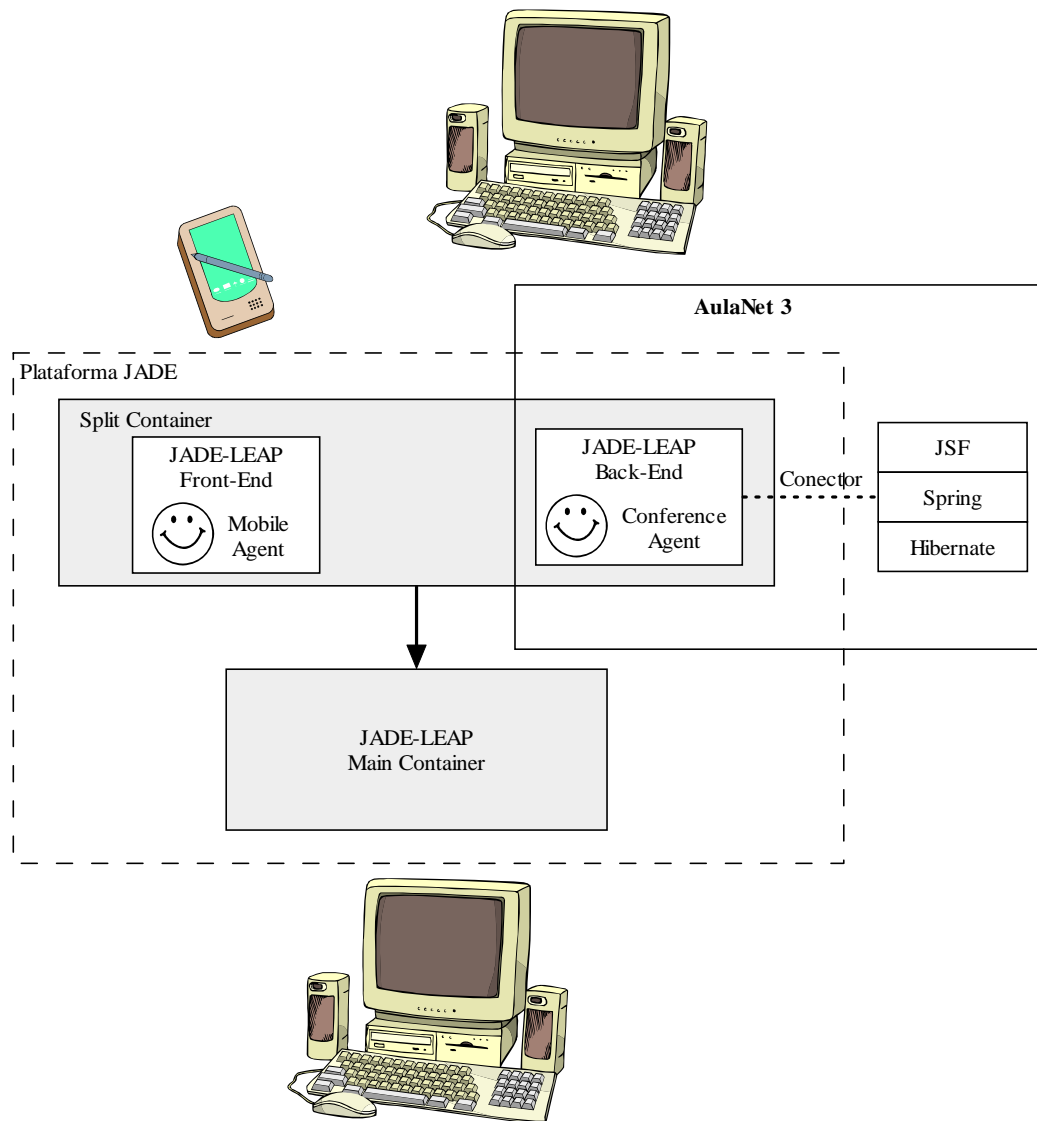 AulaNet 3
Plataforma JADE
Split Container
JADE-LEAP
Front-End
Mobile
Agent
JADE-LEAP
Back-End
Conference
Agent
Conector
JSF
Spring
Hibernate
JADE-LEAP
Main Container